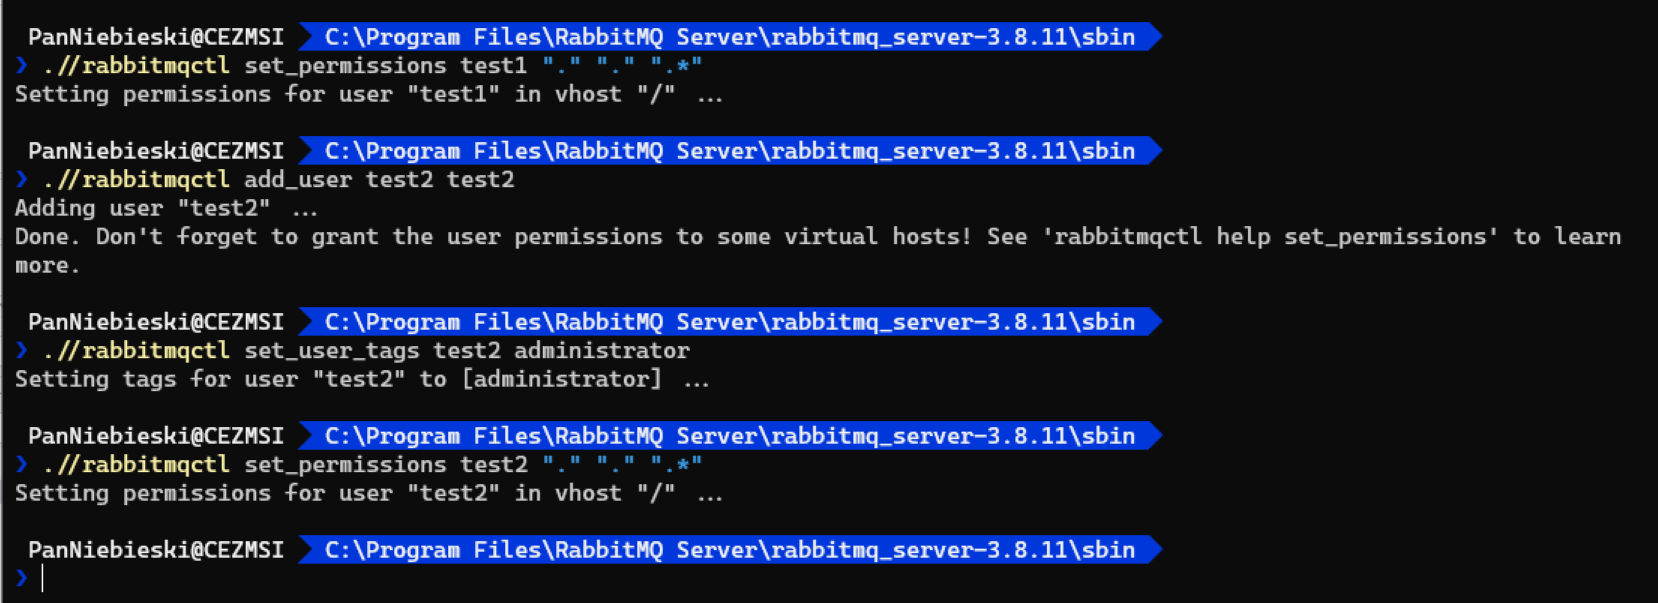 PanNiebieski@CEZMSI C:\Program Files\RabbitMQ Server\rabbitmq_server-3.8.11\sbin
❯ .//rabbitmqctl set_permissions test1 "." "." ".*"
Setting permissions for user "test1" in vhost "/" ...
PanNiebieski@CEZMSI C:\Program Files\RabbitMQ Server\rabbitmq_server-3.8.11\sbin
❯ .//rabbitmqctl add_user test2 test2
Adding user "test2" ...
Done. Don't forget to grant the user permissions to some virtual hosts! See 'rabbitmqctl help set_permissions' to learn
more.
PanNiebieski@CEZMSI C:\Program Files\RabbitMQ Server\rabbitmq_server-3.8.11\sbin
❯ .//rabbitmqctl set_user_tags test2 administrator
Setting tags for user "test2" to [administrator] ...
PanNiebieski@CEZMSI C:\Program Files\RabbitMQ Server\rabbitmq_server-3.8.11\sbin
❯ .//rabbitmqctl set_permissions test2 "." "." ".*"
Setting permissions for user "test2" in vhost "/" ...
PanNiebieski@CEZMSI C:\Program Files\RabbitMQ Server\rabbitmq_server-3.8.11\sbin
❯